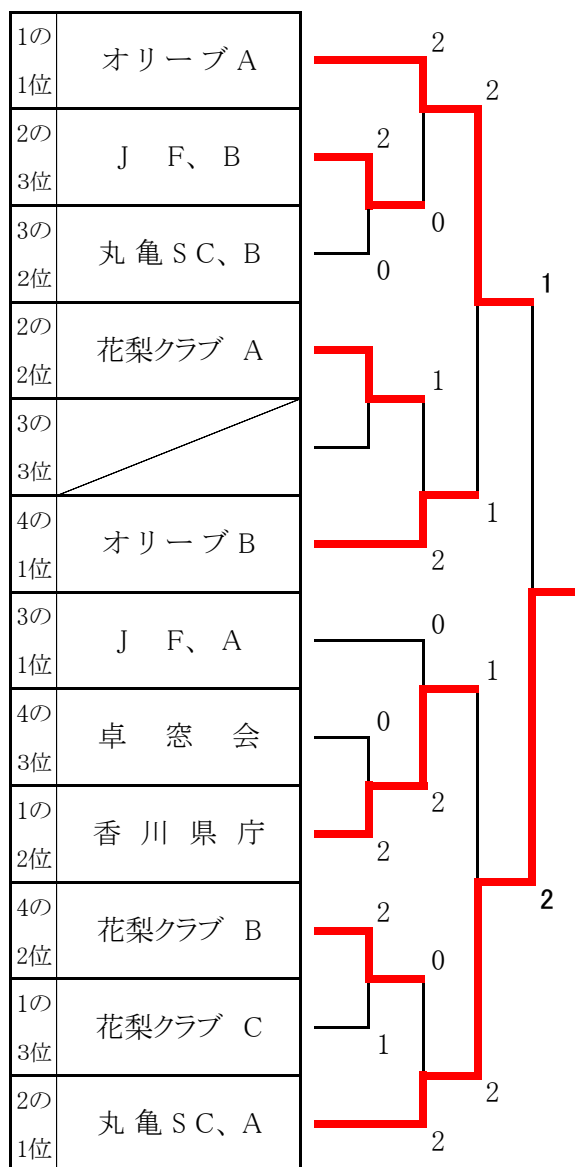 1の
1位
オリーブA
2の
3位
J F、B
3の
2位
丸亀SC、B
2の
2位
花梨クラブ A
3の
3位
4の
1位
オリーブB
3の
1位
J F、A
4の
3位
卓窓会
1の
2位
香川県庁
4の
2位
花梨クラブ B
1の
3位
花梨クラブ C
2の
1位
丸亀SC、A
2
2
2
0
0
1
1
1
2
0
1
0
2
2
2
2
0
1
2
2